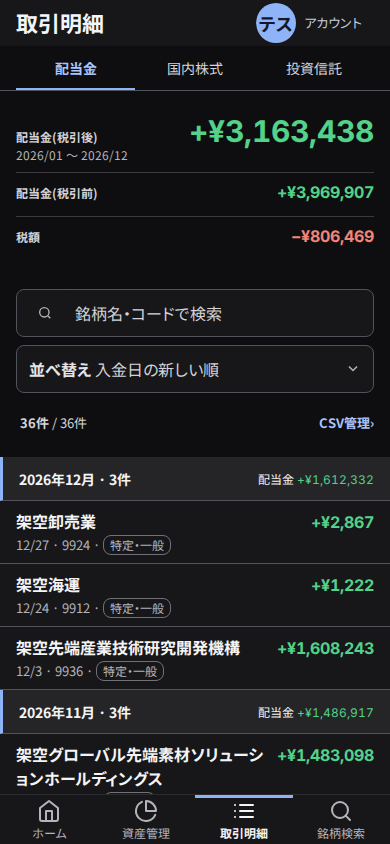 取引明細
テス アカウント
配当金 国内株式 投資信託
配当金(税引後) +¥3,163,438
2026/01 〜 2026/12
配当金(税引前) +¥3,969,907
税額 −¥806,469
銘柄名・コードで検索
並べ替え 入金日の新しい順
36件 / 36件 CSV管理›
2026年12月・3件 配当金 +¥1,612,332
架空卸売業 +¥2,867
12/27・9924・特定・一般
架空海運 +¥1,222
12/24・9912・特定・一般
架空先端産業技術研究開発機構 +¥1,608,243
12/3・9936・特定・一般
2026年11月・3件 配当金 +¥1,486,917
架空グローバル先端素材ソリューシ +¥1,483,098
ョンホールディングス
ホーム 資産管理 取引明細 銘柄検索